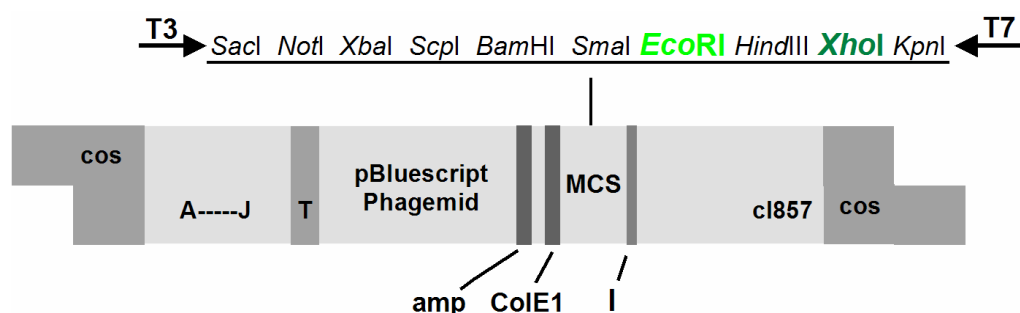 T3 T7
SacI NotI XbaI ScpI BamHI SmaI EcoRI HindIII XhoI KpnI
cos
pBluescript
Phagemid
MCS
A-----J T cI857 cos
amp ColE1 I